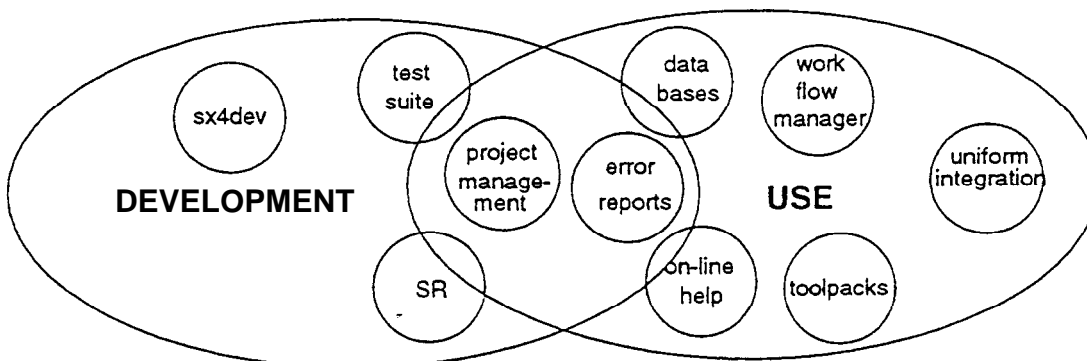 sx4dev
test
suite
data
bases
work
flow
manager
project
manage-
ment
error
reports
uniform
integration
DEVELOPMENT
USE
SR
on-line
help
toolpacks